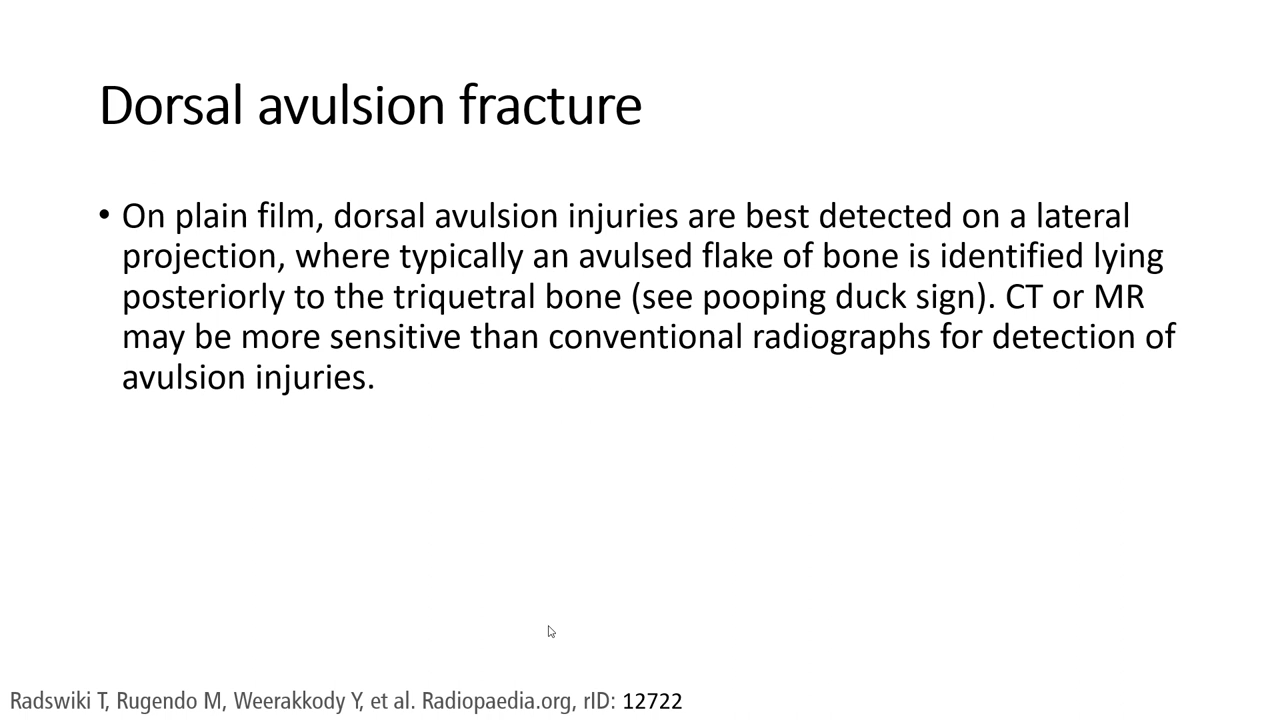 Dorsal avulsion fracture
• On plain film, dorsal avulsion injuries are best detected on a lateral
projection, where typically an avulsed flake of bone is identified lying
posteriorly to the triquetral bone (see pooping duck sign). CT or MR
may be more sensitive than conventional radiographs for detection of
avulsion injuries.
Radswiki T, Rugendo M, Weerakkody Y, et al. Radiopaedia.org, rID: 12722